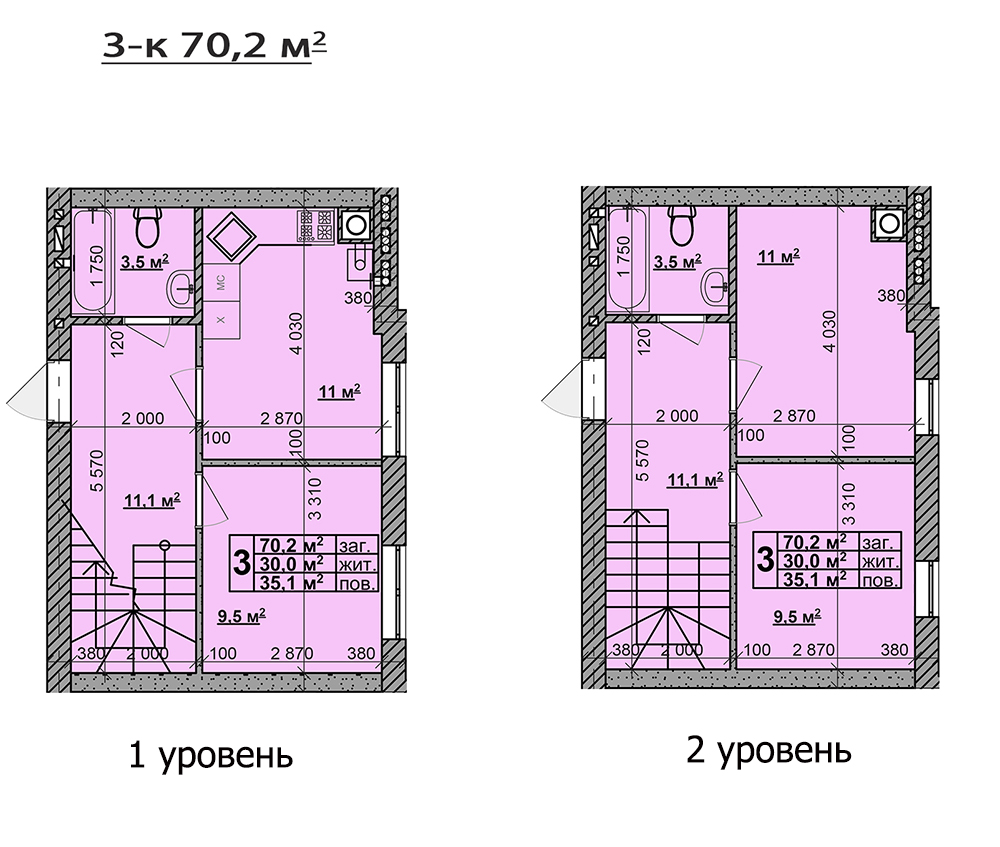 3-к 70,2 м²
1 750
3,5 м²
МС
Х
380
120
4 030
11 м²
2 000
2 870
100
100
5 570
11,1 м²
3 310
3
70,2 м² заг.
30,0 м² жит.
35,1 м² пов.
9,5 м²
380
2 000
100
2 870
380
1 уровень
1 750
3,5 м²
11 м²
380
120
4 030
2 000
2 870
100
100
5 570
11,1 м²
3 310
3
70,2 м² заг.
30,0 м² жит.
35,1 м² пов.
9,5 м²
380
2 000
100
2 870
380
2 уровень